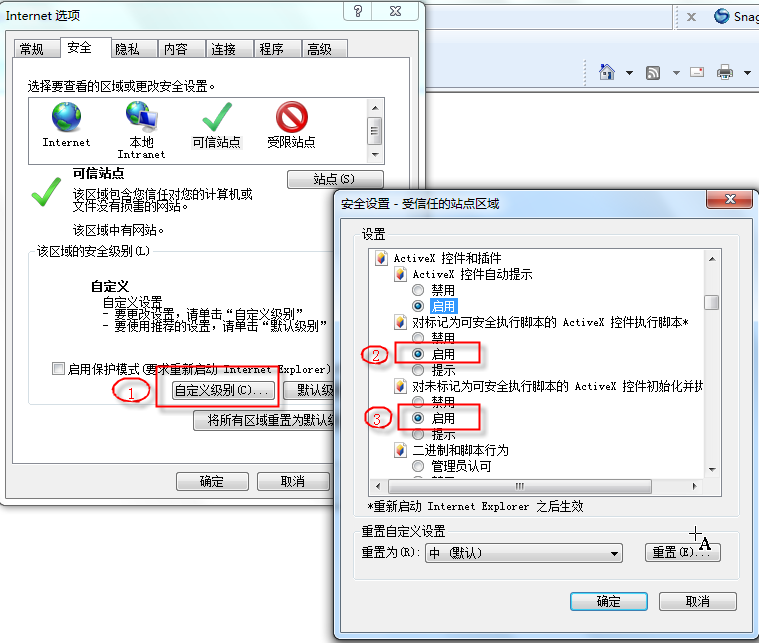 Internet 选项
Snag
常规 安全 隐私 内容 连接 程序 高级
选择要查看的区域或更改安全设置。
Internet
本地
Intranet
可信站点
受限站点
可信站点
站点(S)
该区域包含您信任对您的计算机或
文件没有损害的网站。
该区域中有网站。
该区域的安全级别(L)
自定义
自定义设置
- 要更改设置,请单击“自定义级别”
- 要使用推荐的设置,请单击“默认级别”
启用保护模式(要求重新启动 Internet Explorer)
1
自定义级别(C)...
默认级
将所有区域重置为默认级
确定 取消
安全设置 - 受信任的站点区域
设置
ActiveX 控件和插件
ActiveX 控件自动提示
禁用
启用
对标记为可安全执行脚本的 ActiveX 控件执行脚本*
禁用
2 启用
提示
对未标记为可安全执行脚本的 ActiveX 控件初始化并执
禁用
3 启用
提示
二进制和脚本行为
管理员认可
*重新启动 Internet Explorer 之后生效
重置自定义设置
重置为(R): 中 (默认) 重置(E)...
A
确定 取消